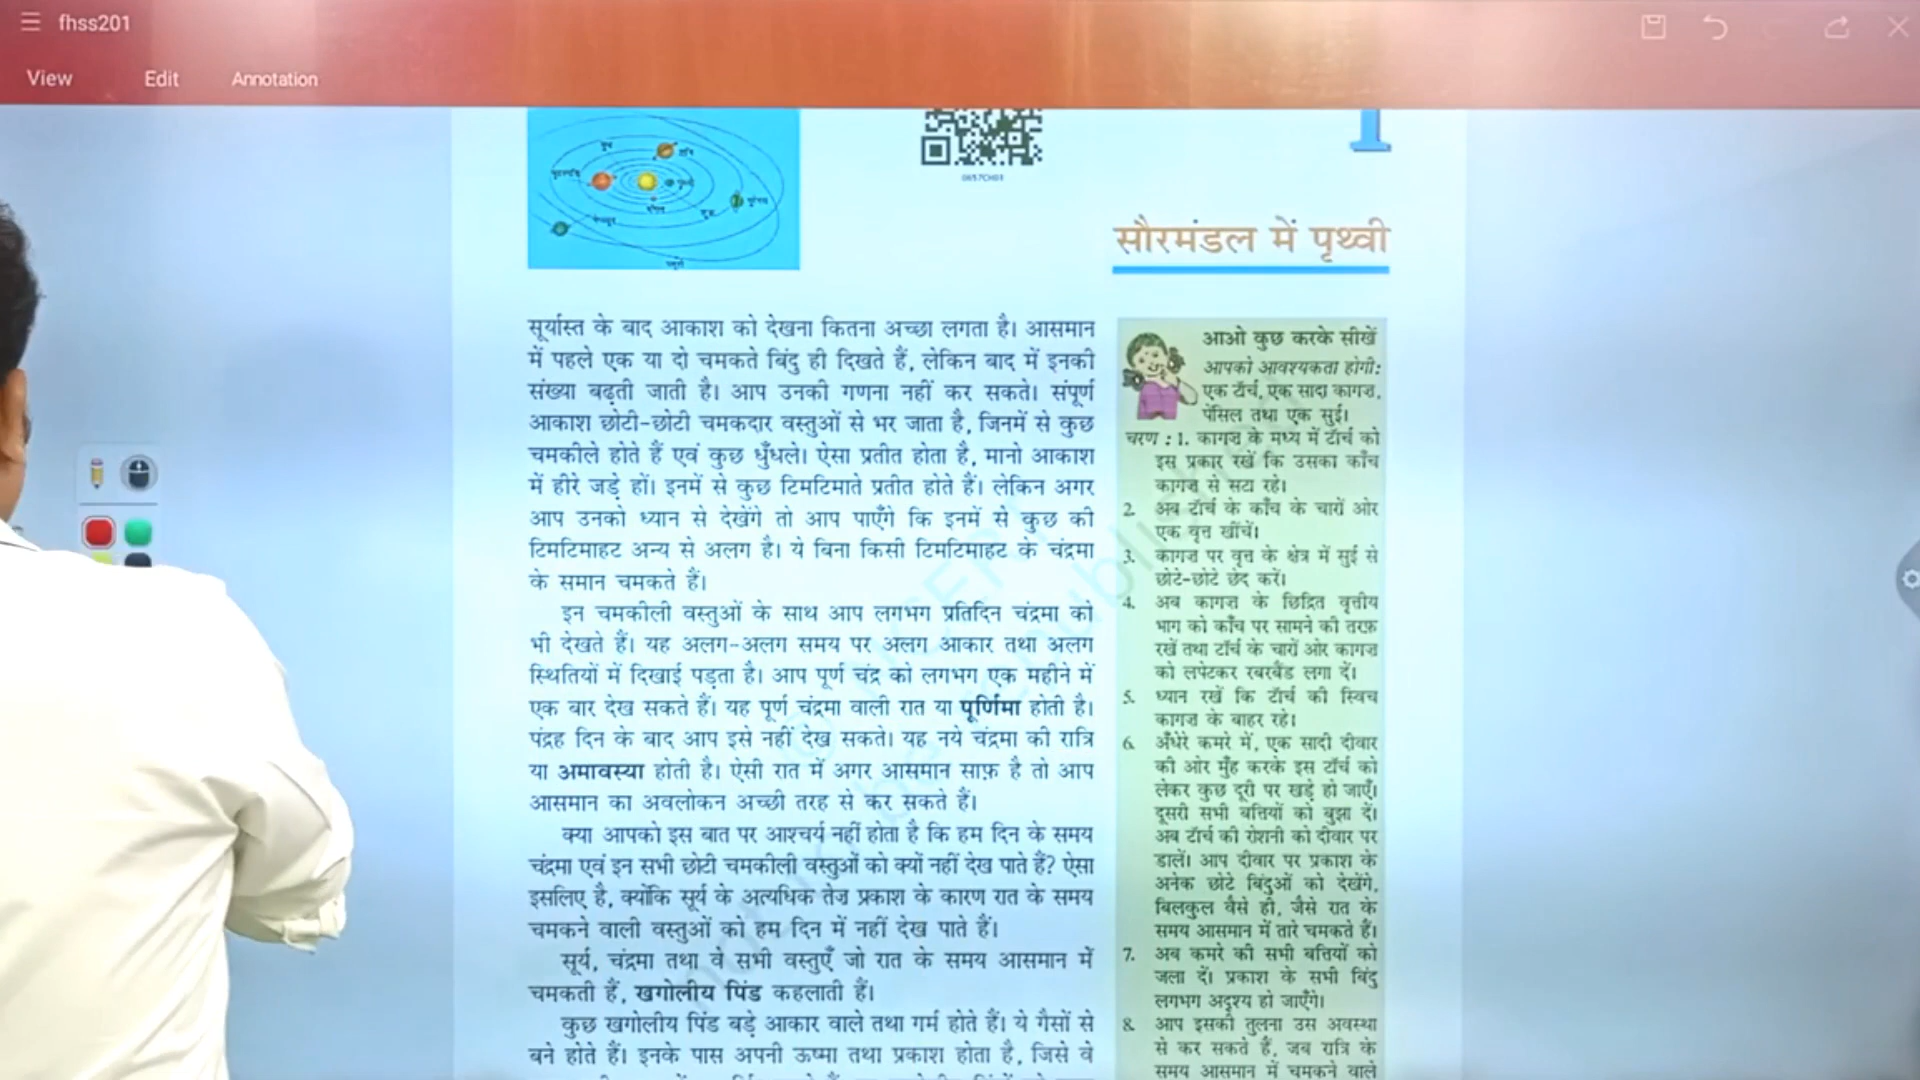 fhss201
View Edit Annotation
0657CH01
1
सौरमंडल में पृथ्वी
सूर्यास्त के बाद आकाश को देखना कितना अच्छा लगता है। आसमान
में पहले एक या दो चमकते बिंदु ही दिखते हैं, लेकिन बाद में इनकी
संख्या बढ़ती जाती है। आप उनकी गणना नहीं कर सकते। संपूर्ण
आकाश छोटी-छोटी चमकदार वस्तुओं से भर जाता है, जिनमें से कुछ
चमकीले होते हैं एवं कुछ धुँधले। ऐसा प्रतीत होता है, मानो आकाश
में हीरे जड़े हों। इनमें से कुछ टिमटिमाते प्रतीत होते हैं। लेकिन अगर
आप उनको ध्यान से देखेंगे तो आप पाएँगे कि इनमें से कुछ की
टिमटिमाहट अन्य से अलग है। ये बिना किसी टिमटिमाहट के चंद्रमा
के समान चमकते हैं।
इन चमकीली वस्तुओं के साथ आप लगभग प्रतिदिन चंद्रमा को
भी देखते हैं। यह अलग-अलग समय पर अलग आकार तथा अलग
स्थितियों में दिखाई पड़ता है। आप पूर्ण चंद्र को लगभग एक महीने में
एक बार देख सकते हैं। यह पूर्ण चंद्रमा वाली रात या पूर्णिमा होती है।
पंद्रह दिन के बाद आप इसे नहीं देख सकते। यह नये चंद्रमा की रात्रि
या अमावस्या होती है। ऐसी रात में अगर आसमान साफ़ है तो आप
आसमान का अवलोकन अच्छी तरह से कर सकते हैं।
क्या आपको इस बात पर आश्चर्य नहीं होता है कि हम दिन के समय
चंद्रमा एवं इन सभी छोटी चमकीली वस्तुओं को क्यों नहीं देख पाते हैं? ऐसा
इसलिए है, क्योंकि सूर्य के अत्यधिक तेज प्रकाश के कारण रात के समय
चमकने वाली वस्तुओं को हम दिन में नहीं देख पाते हैं।
सूर्य, चंद्रमा तथा वे सभी वस्तुएँ जो रात के समय आसमान में
चमकती हैं, खगोलीय पिंड कहलाती हैं।
कुछ खगोलीय पिंड बड़े आकार वाले तथा गर्म होते हैं। ये गैसों से
बने होते हैं। इनके पास अपनी ऊष्मा तथा प्रकाश होता है, जिसे वे
आओ कुछ करके सीखें
आपको आवश्यकता होगी:
एक टॉर्च, एक सादा कागज़,
पेंसिल तथा एक सुई।
चरण : 1. कागज़ के मध्य में टॉर्च को
इस प्रकार रखें कि उसका काँच
कागज़ से सटा रहे।
2. अब टॉर्च के काँच के चारों ओर
एक वृत्त खींचें।
3. कागज़ पर वृत्त के क्षेत्र में सुई से
छोटे-छोटे छेद करें।
4. अब कागज़ के छिद्रित वृत्तीय
भाग को काँच पर सामने की तरफ़
रखें तथा टॉर्च के चारों ओर कागज़
को लपेटकर रबरबैंड लगा दें।
5. ध्यान रखें कि टॉर्च की स्विच
कागज़ के बाहर रहे।
6. अँधेरे कमरे में, एक सादी दीवार
की ओर मुँह करके इस टॉर्च को
लेकर कुछ दूरी पर खड़े हो जाएँ।
दूसरी सभी बत्तियों को बुझा दें।
अब टॉर्च की रोशनी को दीवार पर
डालें। आप दीवार पर प्रकाश के
अनेक छोटे बिंदुओं को देखेंगे,
बिलकुल वैसे ही, जैसे रात के
समय आसमान में तारे चमकते हैं।
7. अब कमरे की सभी बत्तियों को
जला दें। प्रकाश के सभी बिंदु
लगभग अदृश्य हो जाएँगे।
8. आप इसकी तुलना उस अवस्था
से कर सकते हैं, जब रात्रि के
समय आसमान में चमकने वाले